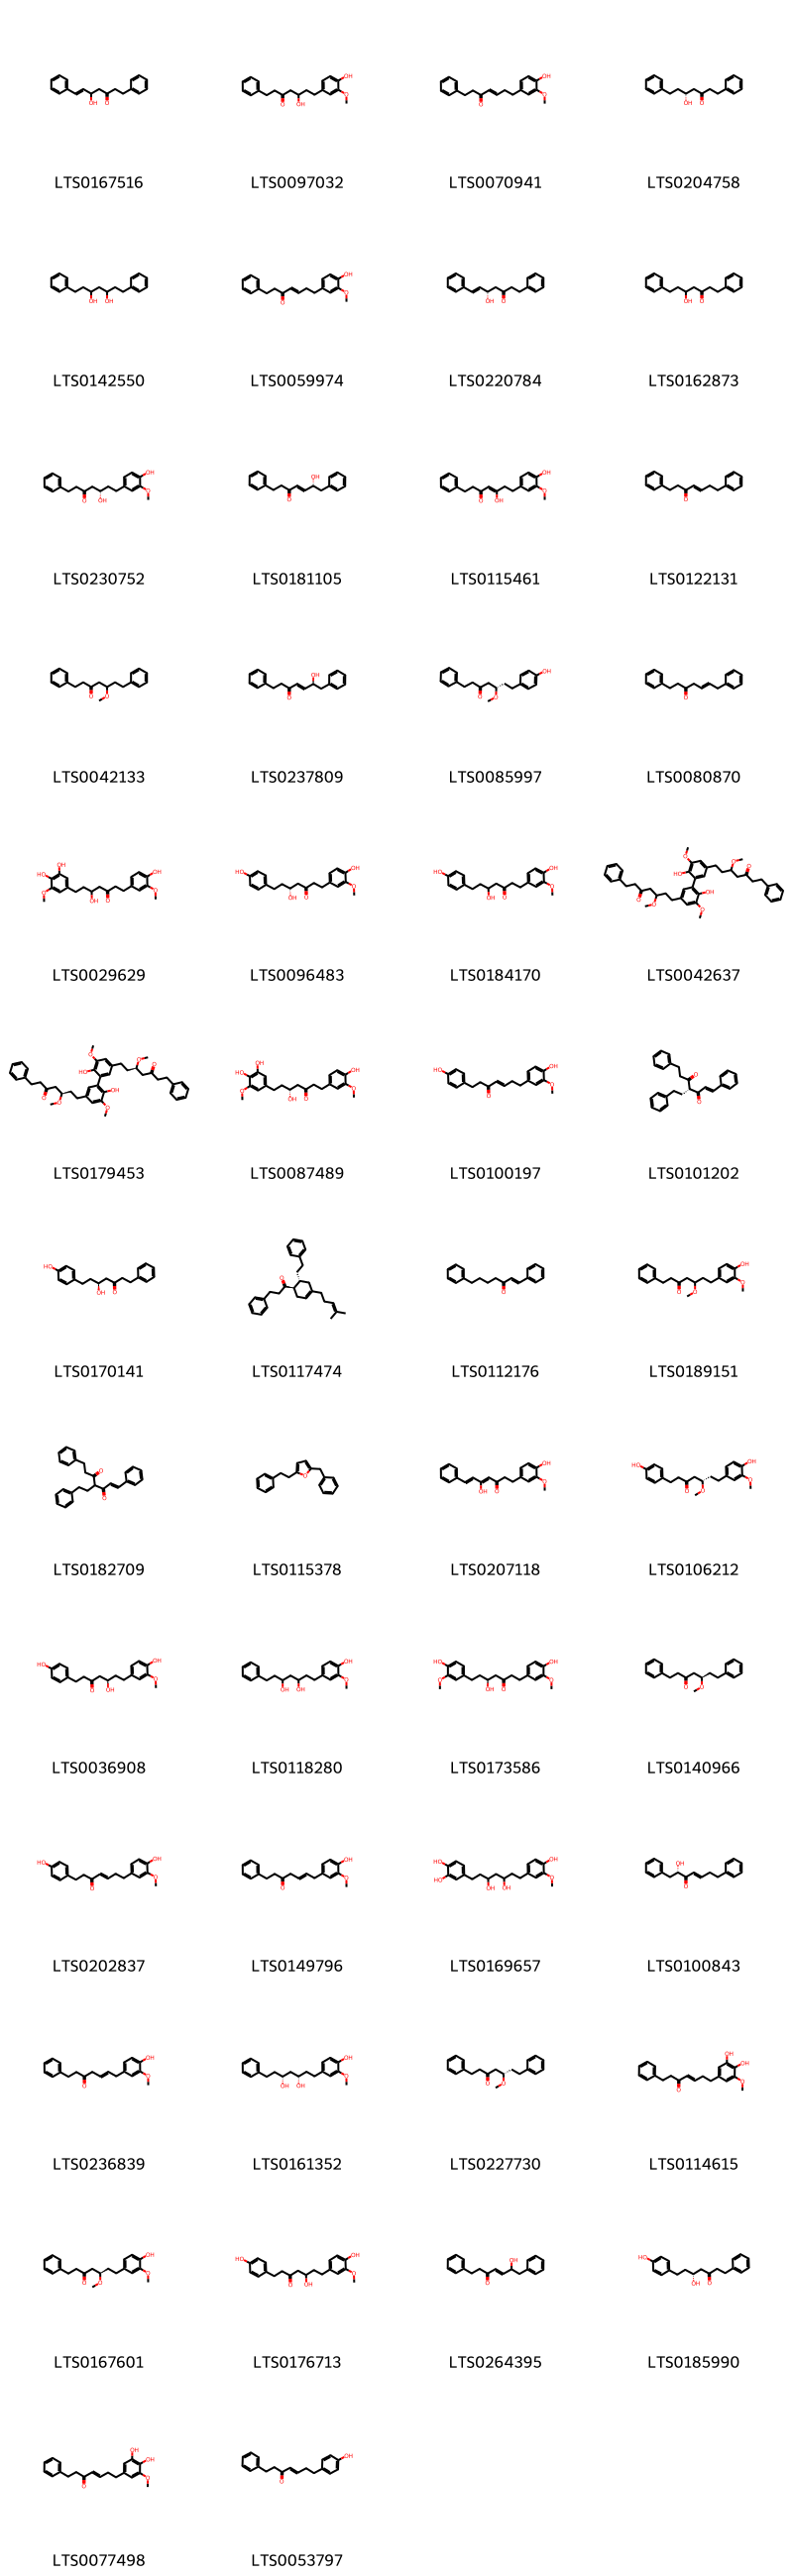 LTS0167516 LTS0097032 LTS0070941 LTS0204758
LTS0142550 LTS0059974 LTS0220784 LTS0162873
LTS0230752 LTS0181105 LTS0115461 LTS0122131
LTS0042133 LTS0237809 LTS0085997 LTS0080870
LTS0029629 LTS0096483 LTS0184170 LTS0042637
LTS0179453 LTS0087489 LTS0100197 LTS0101202
LTS0170141 LTS0117474 LTS0112176 LTS0189151
LTS0182709 LTS0115378 LTS0207118 LTS0106212
LTS0036908 LTS0118280 LTS0173586 LTS0140966
LTS0202837 LTS0149796 LTS0169657 LTS0100843
LTS0236839 LTS0161352 LTS0227730 LTS0114615
LTS0167601 LTS0176713 LTS0264395 LTS0185990
LTS0077498 LTS0053797